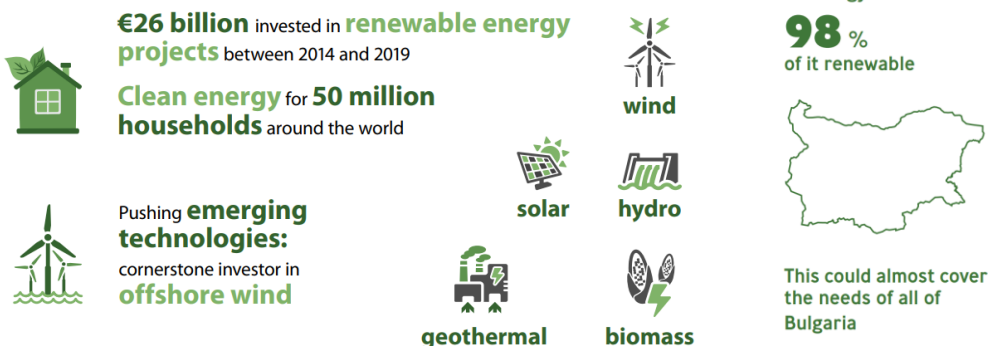 €26 billion invested in renewable energy
projects between 2014 and 2019
Clean energy for 50 million
households around the world
Pushing emerging
technologies:
cornerstone investor in
offshore wind
wind
solar
hydro
geothermal
biomass
98 %
of it renewable
This could almost cover
the needs of all of
Bulgaria